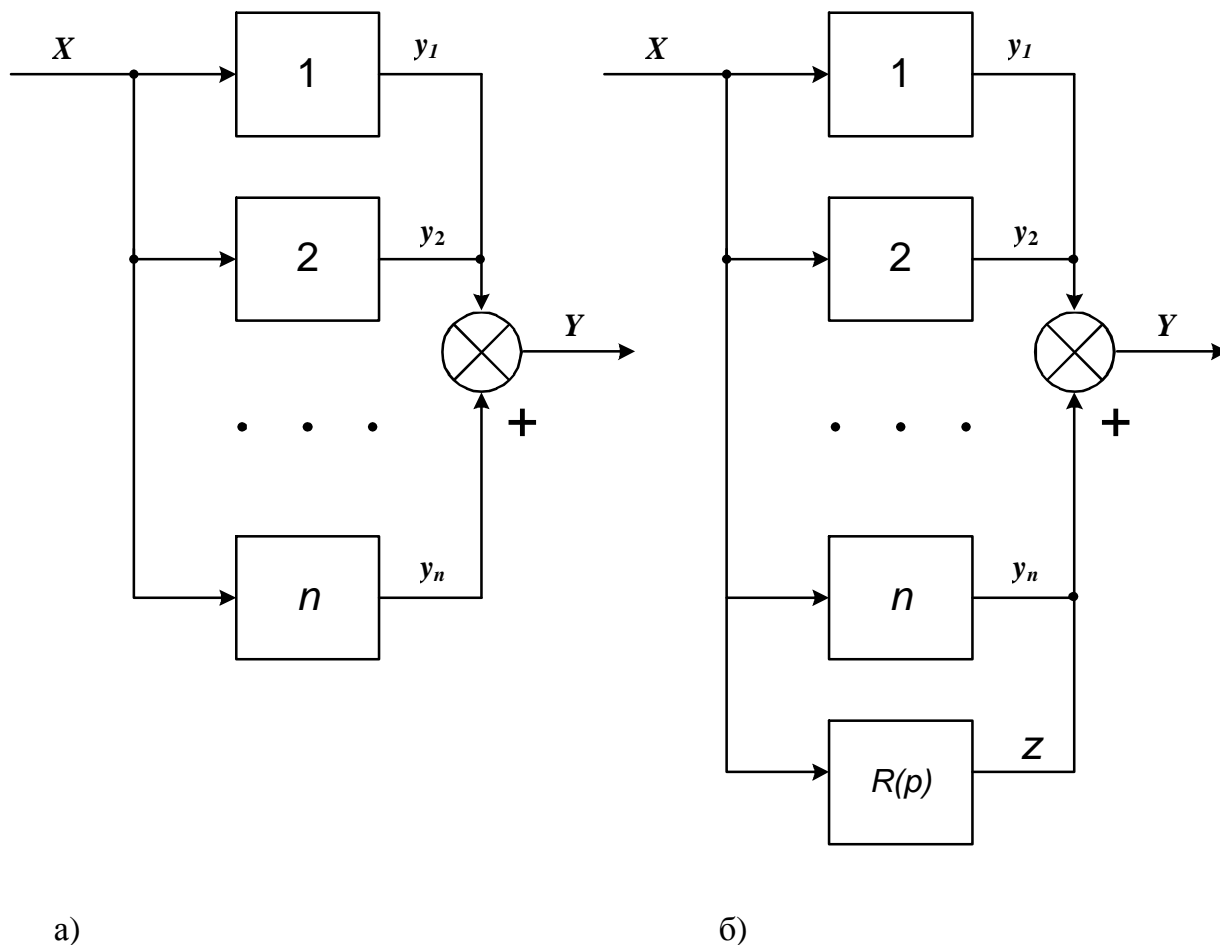 X
y1
1
y2
2
Y
+
. . .
yn
n
а)
X
y1
1
y2
2
Y
+
. . .
yn
n
R(p)
z
б)